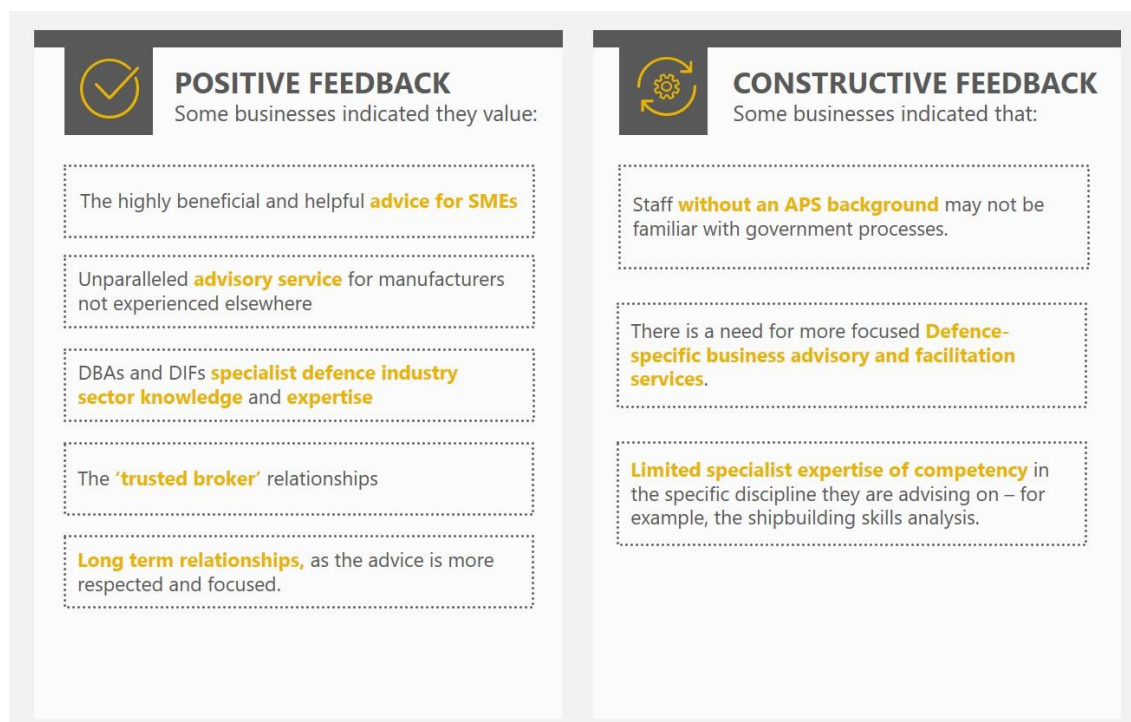 POSITIVE FEEDBACK
Some businesses indicated they value:
The highly beneficial and helpful advice for SMEs
Unparalleled advisory service for manufacturers
not experienced elsewhere
DBAs and DIFs specialist defence industry
sector knowledge and expertise
The ‘trusted broker’ relationships
Long term relationships, as the advice is more
respected and focused.
CONSTRUCTIVE FEEDBACK
Some businesses indicated that:
Staff without an APS background may not be
familiar with government processes.
There is a need for more focused Defence-
specific business advisory and facilitation
services.
Limited specialist expertise of competency in
the specific discipline they are advising on – for
example, the shipbuilding skills analysis.